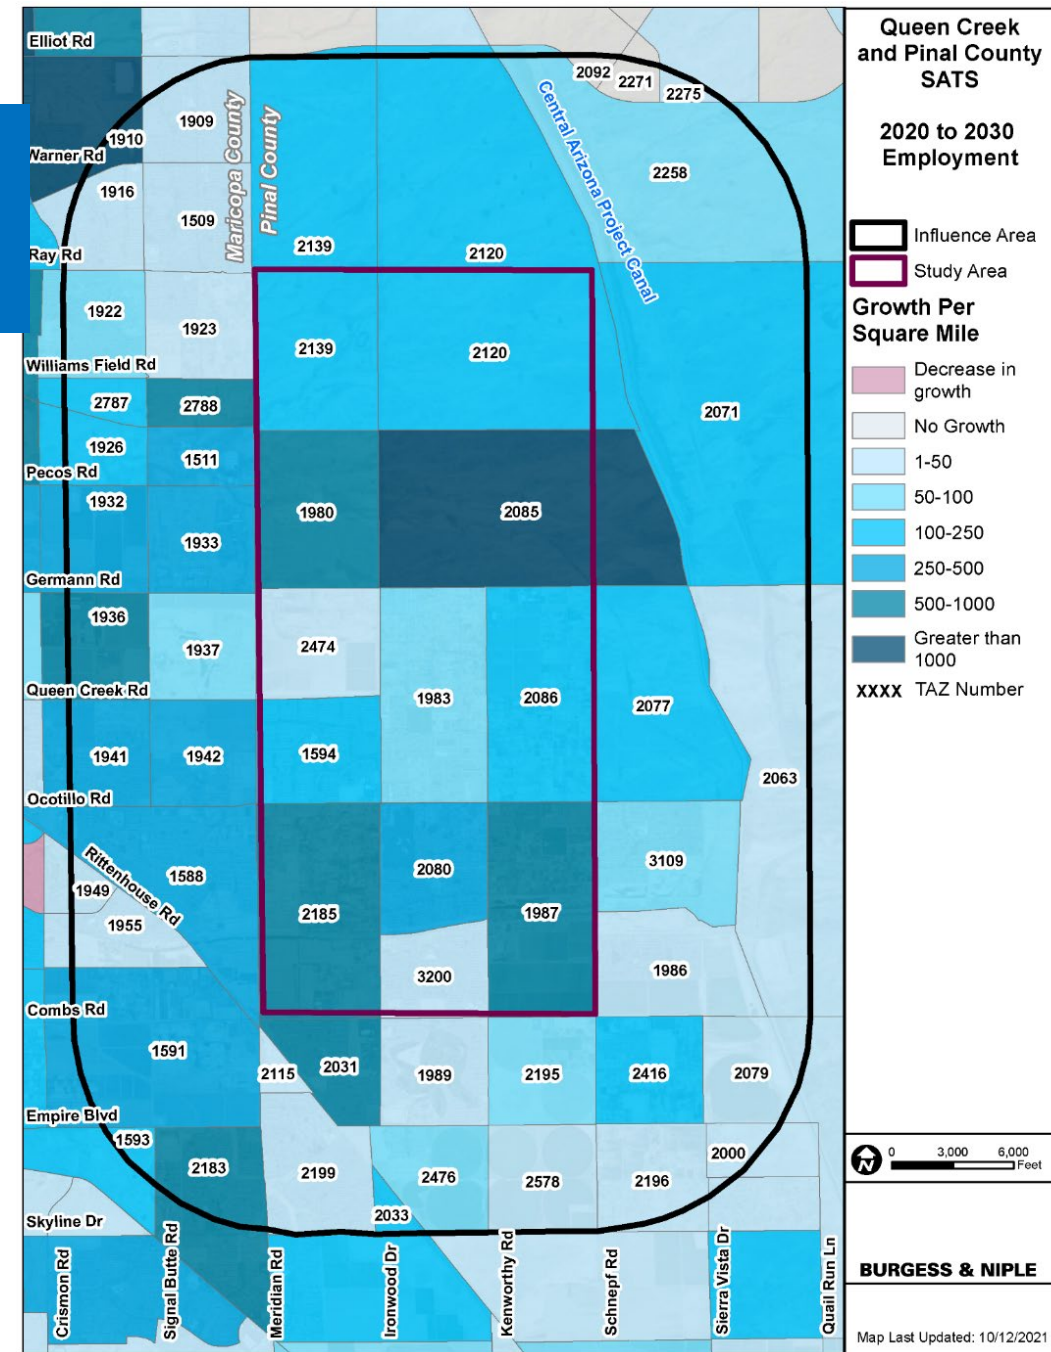 Elliot Rd
2092
2271
2275
1909
1910
Warner Rd
1916
2258
1509
Maricopa County
Pinal County
Central Arizona Project Canal
Ray Rd
2139
2120
1922
1923
2139
2120
Williams Field Rd
2787
2788
2071
1926
1511
Pecos Rd
1932
1980
2085
1933
Germann Rd
1936
1937
2474
Queen Creek Rd
1983
2086
2077
1941
1942
1594
2063
Ocotillo Rd
Rittenhouse Rd
1588
2080
3109
1949
1955
2185
1987
3200
1986
Combs Rd
1591
2115
2031
1989
2195
2416
2079
Empire Blvd
1593
2183
2199
2476
2578
2196
2000
Skyline Dr
2033
Crismon Rd
Signal Butte Rd
Meridian Rd
Ironwood Dr
Kenworthy Rd
Schnepf Rd
Sierra Vista Dr
Quail Run Ln
Queen Creek
and Pinal County
SATS
2020 to 2030
Employment
Influence Area
Study Area
Growth Per
Square Mile
Decrease in
growth
No Growth
1-50
50-100
100-250
250-500
500-1000
Greater than
1000
XXXX TAZ Number
N
0 3,000 6,000
Feet
BURGESS & NIPLE
Map Last Updated: 10/12/2021